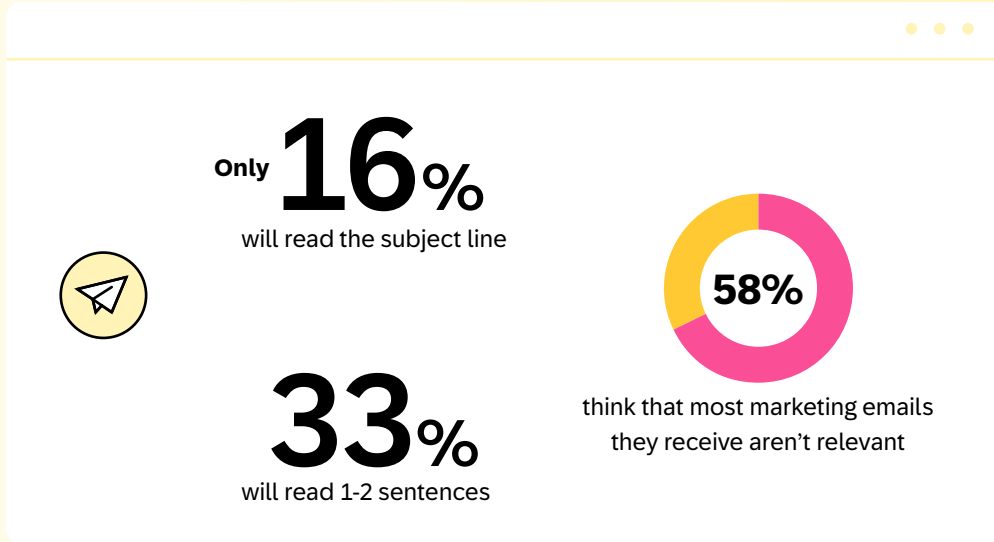 Only 16%
will read the subject line
33%
will read 1-2 sentences
58%
think that most marketing emails
they receive aren’t relevant